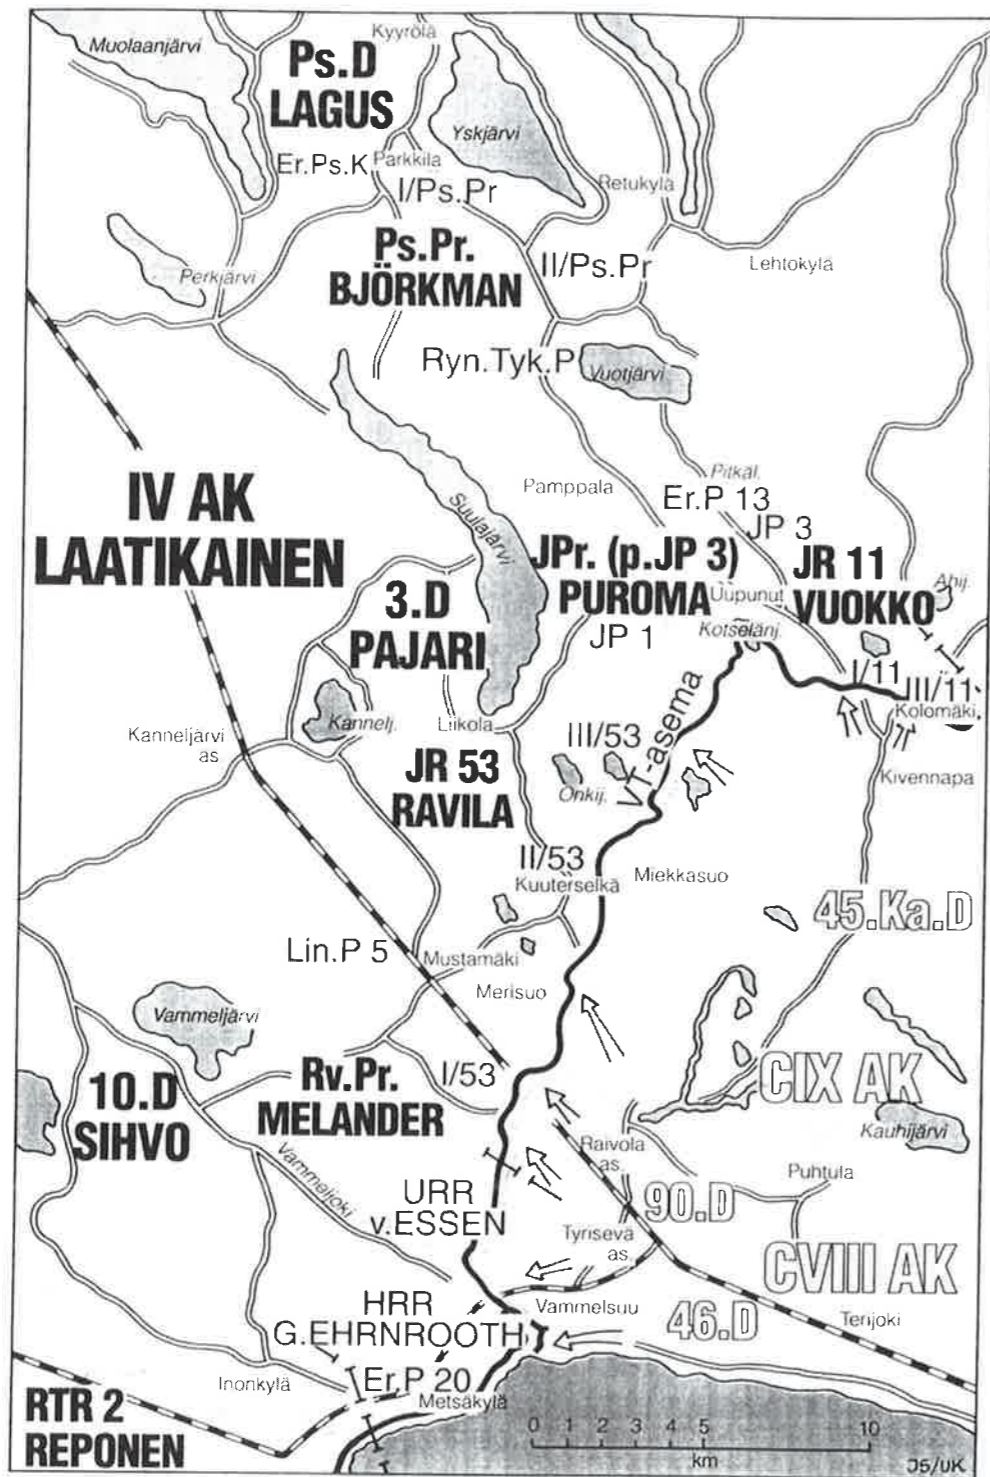 Muolaanjärvi
Kyyrölä
Ps.D
LAGUS
Yskjärvi
Er.Ps.K
Parkkila
I/Ps.Pr
Retukylä
Ps.Pr.
BJÖRKMAN
II/Ps.Pr
Lehtokylä
Perkjärvi
Ryn.Tyk.P
Vuotjärvi
IV AK
LAATIKAINEN
Suulajärvi
Pamppala
Pitkäl.
Er.P 13
JP 3
JPr. (p.JP 3)
PUROMA
JR 11
VUOKKO
Uupunut
Ahij.
3.D
PAJARI
JP 1
Kotselänj.
I/11
III/11
Kolomäki
Kannelj.
Liikola
Kanneljärvi
as.
III/53
VT-asema
Onkij.
Kivennapa
JR 53
RAVILA
II/53
Kuuterselkä
Miekkasuo
45.Ka.D
Lin.P 5
Mustamäki
Merisuo
Vammeljärvi
10.D
SIHVO
Rv.Pr.
MELANDER
I/53
CIX AK
Kauhijärvi
Raivola
as.
Puhtula
Vammeljoki
URR
v.ESSEN
90.D
Tyrisevä
as.
CVIII AK
HRR
G.EHRNROOTH
Vammelsuu
46.D
Terijoki
Inonkylä
Er.P 20
Metsäkylä
RTR 2
REPONEN
0 1 2 3 4 5 10
km
JS/UK